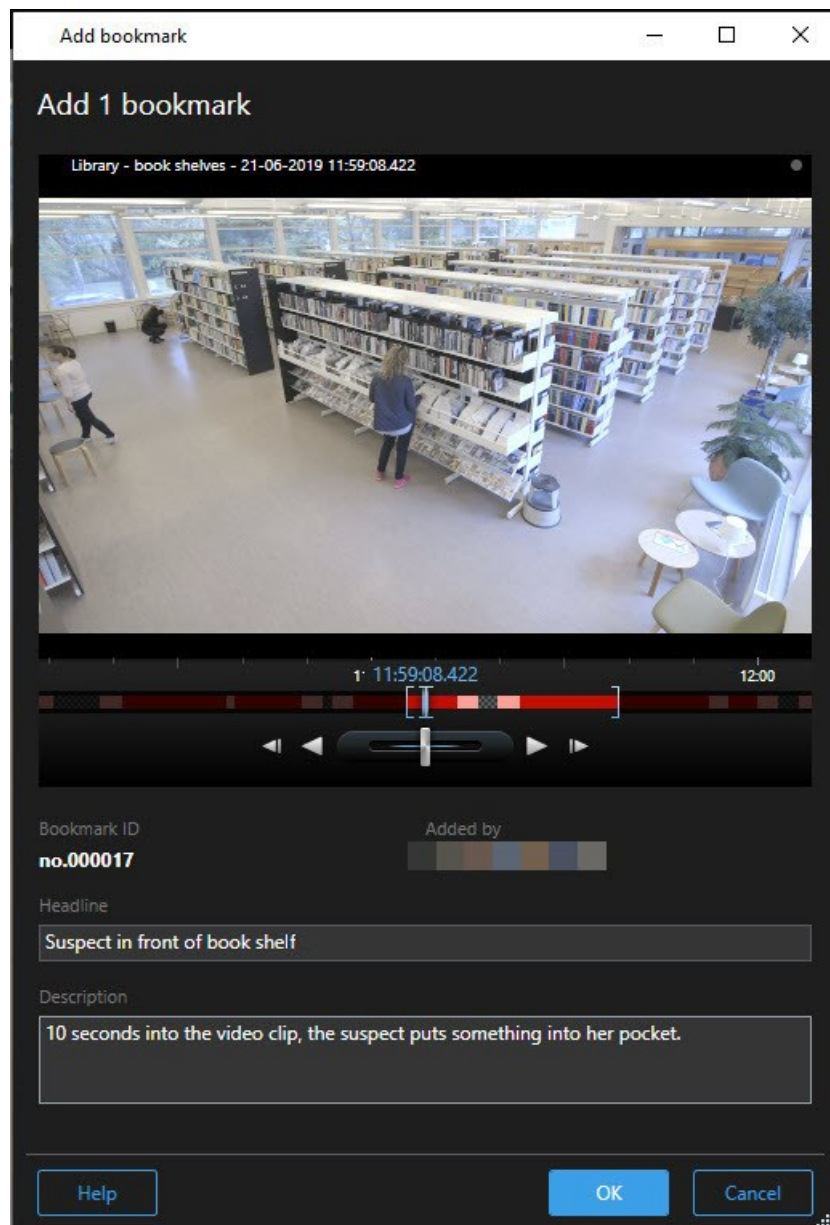 Add bookmark
Add 1 bookmark
Library - book shelves - 21-06-2019 11:59:08.422
11:59:08.422
12:00
Bookmark ID
Added by
no.000017
Headline
Suspect in front of book shelf
Description
10 seconds into the video clip, the suspect puts something into her pocket.
Help
OK
Cancel